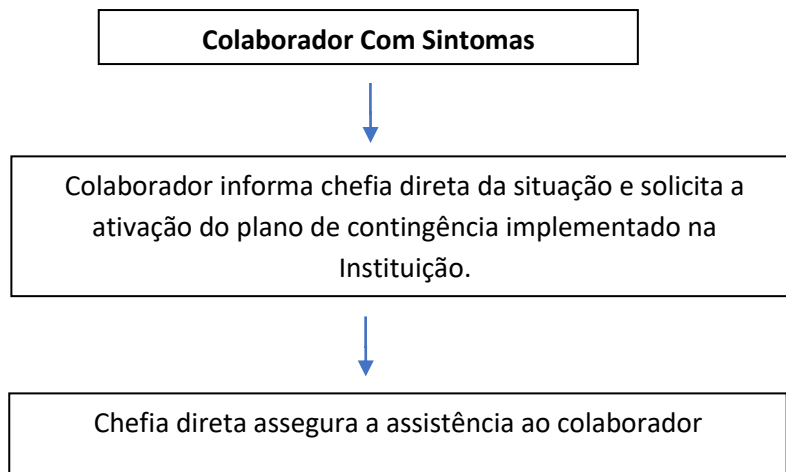 Colaborador Com Sintomas
Colaborador informa chefia direta da situação e solicita a
ativação do plano de contingência implementado na
Instituição.
Chefia direta assegura a assistência ao colaborador